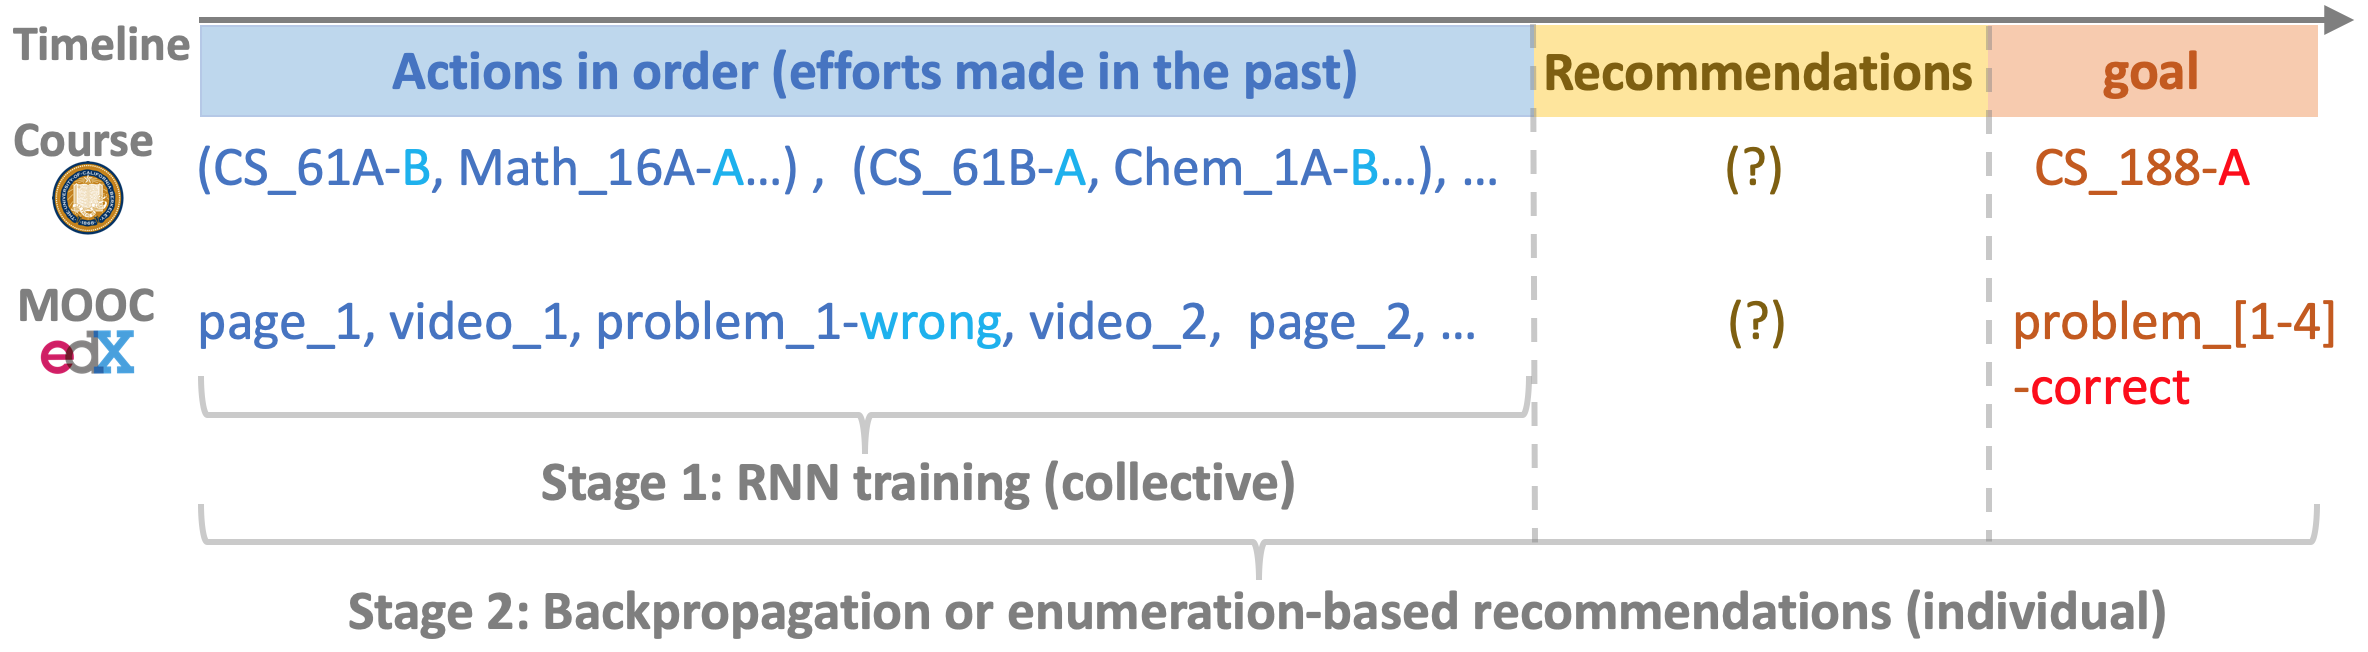 Timeline
Actions in order (efforts made in the past)
Recommendations
goal
Course
(CS_61A-B, Math_16A-A...) , (CS_61B-A, Chem_1A-B...), ...
(?)
CS_188-A
MOOC
edX
page_1, video_1, problem_1-wrong, video_2, page_2, ...
(?)
problem_[1-4]
-correct
Stage 1: RNN training (collective)
Stage 2: Backpropagation or enumeration-based recommendations (individual)